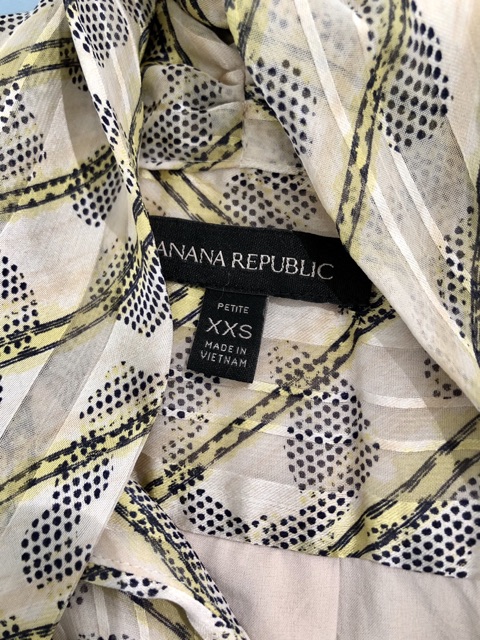 ANANA REPUBLIC
PETITE
XXS
MADE IN
VIETNAM